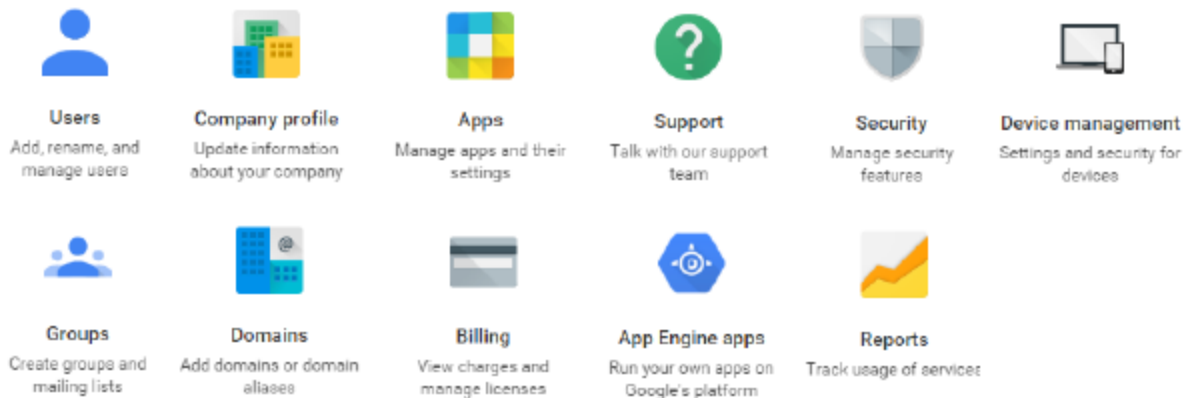 Users
Add, rename, and
manage users
Company profile
Update information
about your company
Apps
Manage apps and their
settings
Support
Talk with our support
team
Security
Manage security
features
Device management
Settings and security for
devices
Groups
Create groups and
mailing lists
@
Domains
Add domains or domain
aliases
Billing
View charges and
manage licenses
App Engine apps
Run your own apps on
Google's platform
Reports
Track usage of services